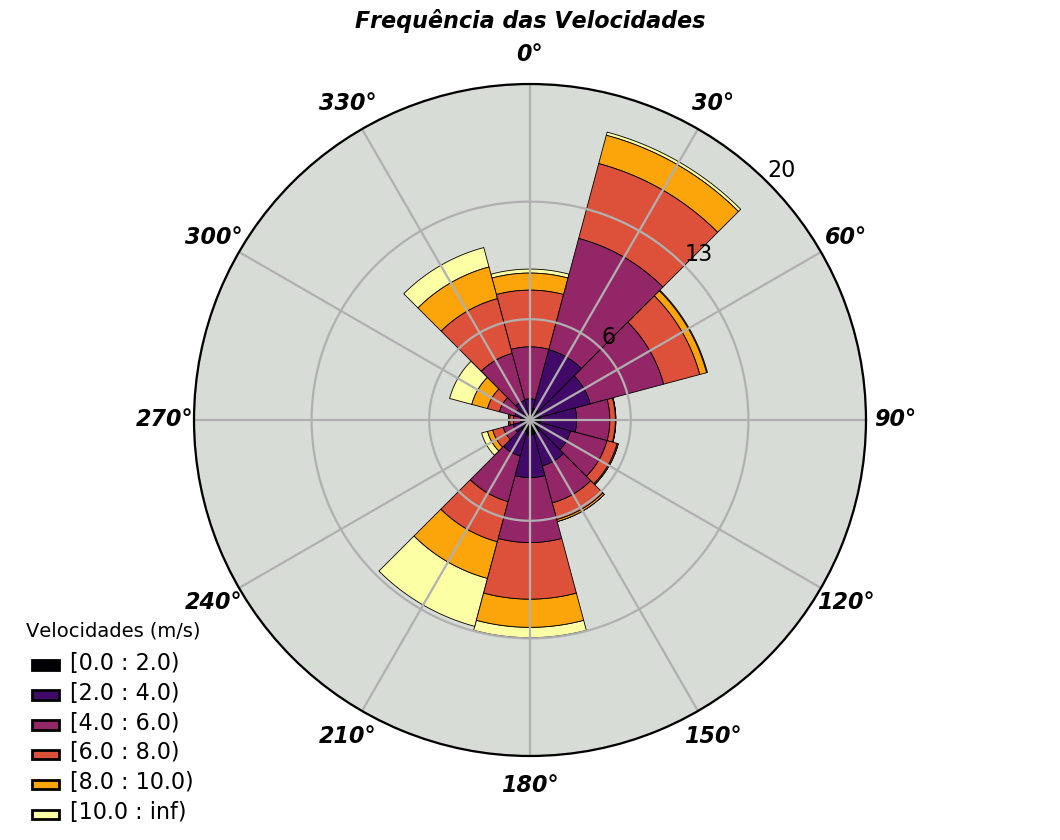 Frequência das Velocidades
0°
330°
30°
20
300°
60°
13
6
270°
90°
240°
120°
210°
150°
180°
Velocidades (m/s)
[0.0 : 2.0)
[2.0 : 4.0)
[4.0 : 6.0)
[6.0 : 8.0)
[8.0 : 10.0)
[10.0 : inf)